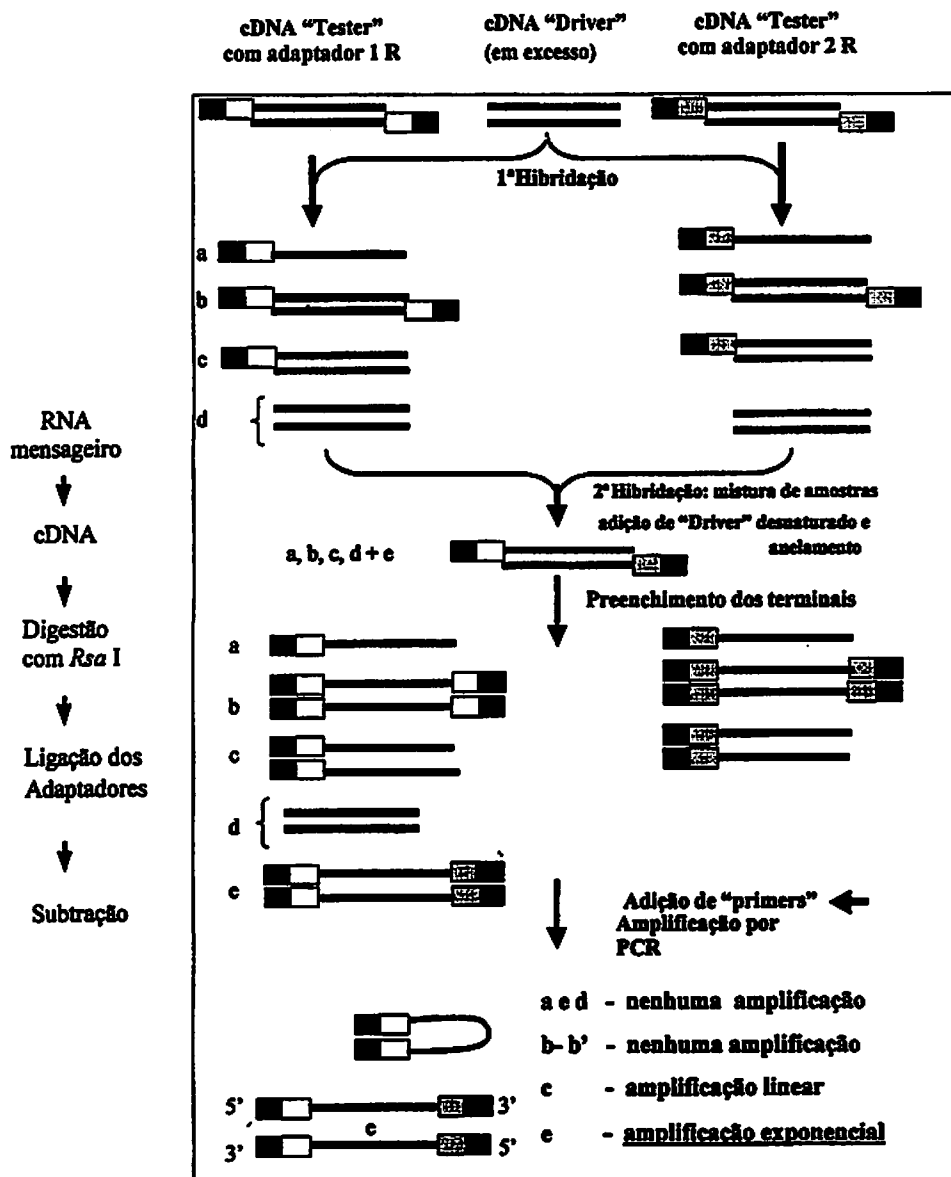 cDNA “Tester”
com adaptador 1 R
cDNA “Driver”
(em excesso)
cDNA “Tester”
com adaptador 2 R
1ªHibridação
a
b
c
d
RNA
mensageiro
cDNA
Digestão
com Rsa I
Ligação dos
Adaptadores
Subtração
2ª Hibridação: mistura de amostras
adição de “Driver” desnaturado e
anelamento
a, b, c, d + e
Preenchimento dos terminais
a
b
c
d
e
Adição de “primers”
Amplificação por
PCR
a e d - nenhuma amplificação
b- b’ - nenhuma amplificação
c - amplificação linear
e - amplificação exponencial
5’ 3’
e
3’ 5’